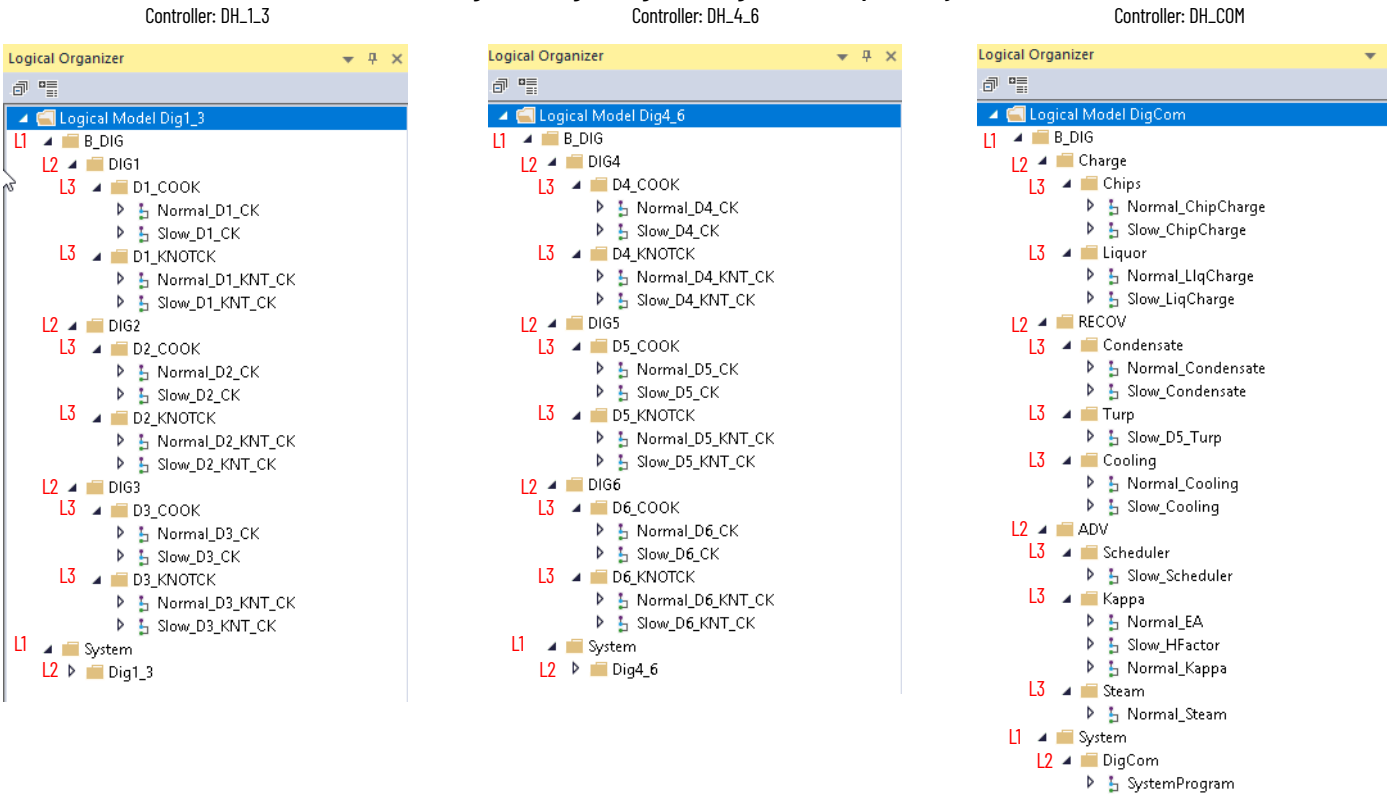 Controller: DH_1_3
Logical Organizer
Logical Model Dig1_3
L1 B_DIG
L2 DIG1
L3 D1_COOK
Normal_D1_CK
Slow_D1_CK
L3 D1_KNOTCK
Normal_D1_KNT_CK
Slow_D1_KNT_CK
L2 DIG2
L3 D2_COOK
Normal_D2_CK
Slow_D2_CK
L3 D2_KNOTCK
Normal_D2_KNT_CK
Slow_D2_KNT_CK
L2 DIG3
L3 D3_COOK
Normal_D3_CK
Slow_D3_CK
L3 D3_KNOTCK
Normal_D3_KNT_CK
Slow_D3_KNT_CK
L1 System
L2 Dig1_3
Controller: DH_4_6
Logical Organizer
Logical Model Dig4_6
L1 B_DIG
L2 DIG4
L3 D4_COOK
Normal_D4_CK
Slow_D4_CK
L3 D4_KNOTCK
Normal_D4_KNT_CK
Slow_D4_KNT_CK
L2 DIG5
L3 D5_COOK
Normal_D5_CK
Slow_D5_CK
L3 D5_KNOTCK
Normal_D5_KNT_CK
Slow_D5_KNT_CK
L2 DIG6
L3 D6_COOK
Normal_D6_CK
Slow_D6_CK
L3 D6_KNOTCK
Normal_D6_KNT_CK
Slow_D6_KNT_CK
L1 System
L2 Dig4_6
Controller: DH_COM
Logical Organizer
Logical Model DigCom
L1 B_DIG
L2 Charge
L3 Chips
Normal_ChipCharge
Slow_ChipCharge
L3 Liquor
Normal_LIqCharge
Slow_LiqCharge
L2 RECOV
L3 Condensate
Normal_Condensate
Slow_Condensate
L3 Turp
Slow_D5_Turp
L3 Cooling
Normal_Cooling
Slow_Cooling
L2 ADV
L3 Scheduler
Slow_Scheduler
L3 Kappa
Normal_EA
Slow_HFactor
Normal_Kappa
L3 Steam
Normal_Steam
L1 System
L2 DigCom
SystemProgram